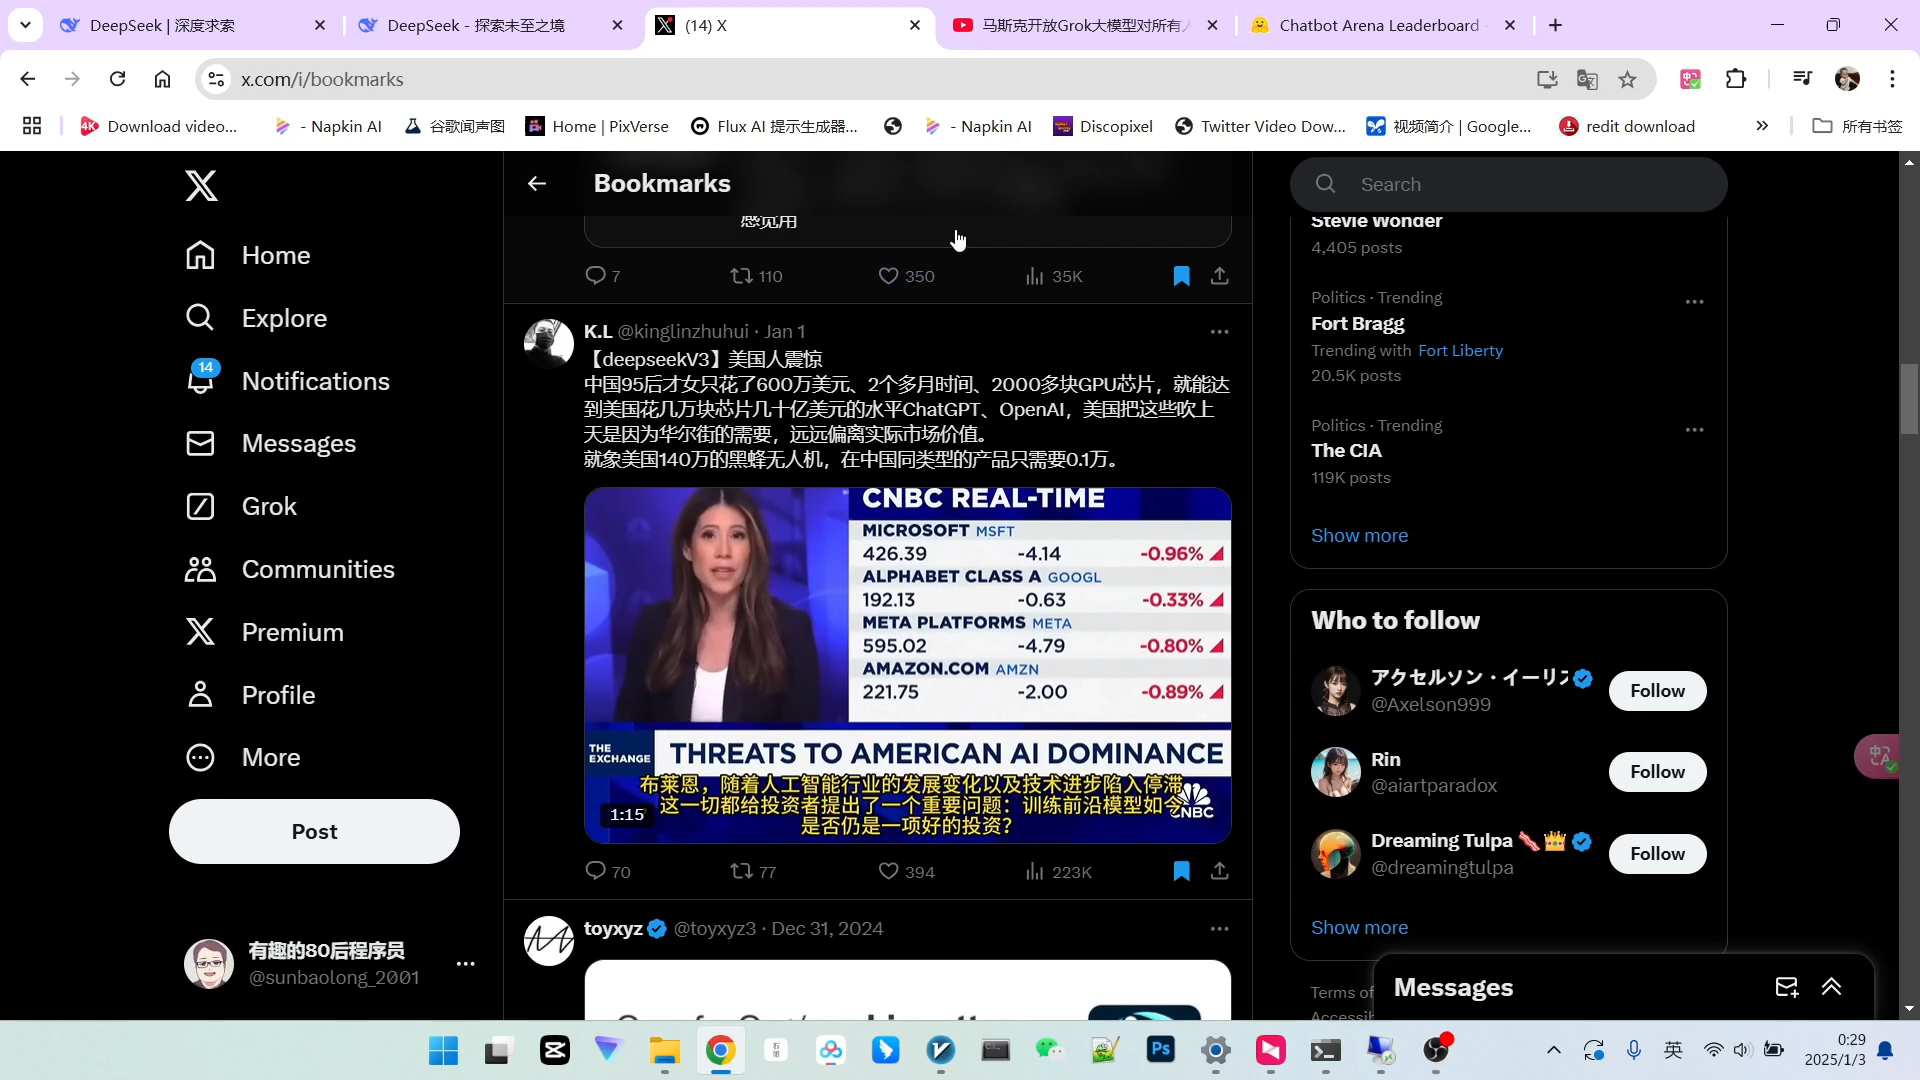 DeepSeek | 深度求索
DeepSeek - 探索未至之境
(14) X
马斯克开放Grok大模型对所有人
Chatbot Arena Leaderboard
x.com/i/bookmarks
Download video...
- Napkin AI
谷歌闻声图
Home | PixVerse
Flux AI 提示生成器...
- Napkin AI
Discopixel
Twitter Video Dow...
视频简介 | Google...
redit download
所有书签
Home
Explore
14
Notifications
Messages
Grok
Communities
Premium
Profile
More
Post
有趣的80后程序员
@sunbaolong_2001
Bookmarks
感觉用
7
110
350
35K
K.L @kinglinzhuhui · Jan 1
【deepseekV3】美国人震惊
中国95后才女只花了600万美元、2个多月时间、2000多块GPU芯片，就能达
到美国花几万块芯片几十亿美元的水平ChatGPT、OpenAI，美国把这些吹上
天是因为华尔街的需要，远远偏离实际市场价值。
就象美国140万的黑蜂无人机，在中国同类型的产品只需要0.1万。
CNBC REAL-TIME
MICROSOFT MSFT
426.39 -4.14 -0.96%
ALPHABET CLASS A GOOGL
192.13 -0.63 -0.33%
META PLATFORMS META
595.02 -4.79 -0.80%
AMAZON.COM AMZN
221.75 -2.00 -0.89%
THE EXCHANGE
THREATS TO AMERICAN AI DOMINANCE
布莱恩，随着人工智能行业的发展变化以及技术进步陷入停滞
这一切都给投资者提出了一个重要问题：训练前沿模型如今
是否仍是一项好的投资？
1:15
CNBC
70
77
394
223K
toyxyz @toyxyz3 · Dec 31, 2024
Search
Stevie Wonder
4,405 posts
Politics · Trending
Fort Bragg
Trending with Fort Liberty
20.5K posts
Politics · Trending
The CIA
119K posts
Show more
Who to follow
アクセルソン・イーリス
@Axelson999
Follow
Rin
@aiartparadox
Follow
Dreaming Tulpa
@dreamingtulpa
Follow
Show more
Terms of
Messages
Ps
英
0:29
2025/1/3